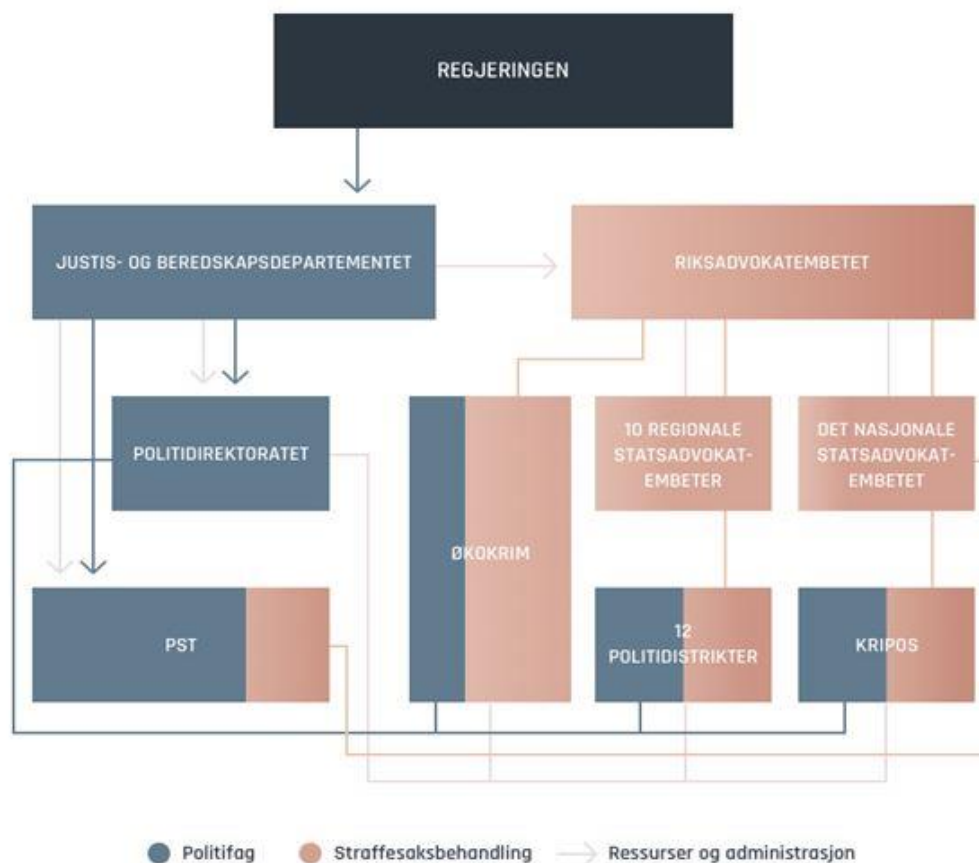 REGJERINGEN
JUSTIS- OG BEREDSKAPSDEPARTEMENTET
RIKSADVOKATEMBETET
POLITIDIREKTORATET
10 REGIONALE
STATSADVOKAT-
EMBETER
DET NASJONALE
STATSADVOKAT-
EMBETET
ØKOKRIM
PST
12
POLITIDISTRIKTER
KRIPOS
Politifag
Straffesaksbehandling
Ressurser og administrasjon